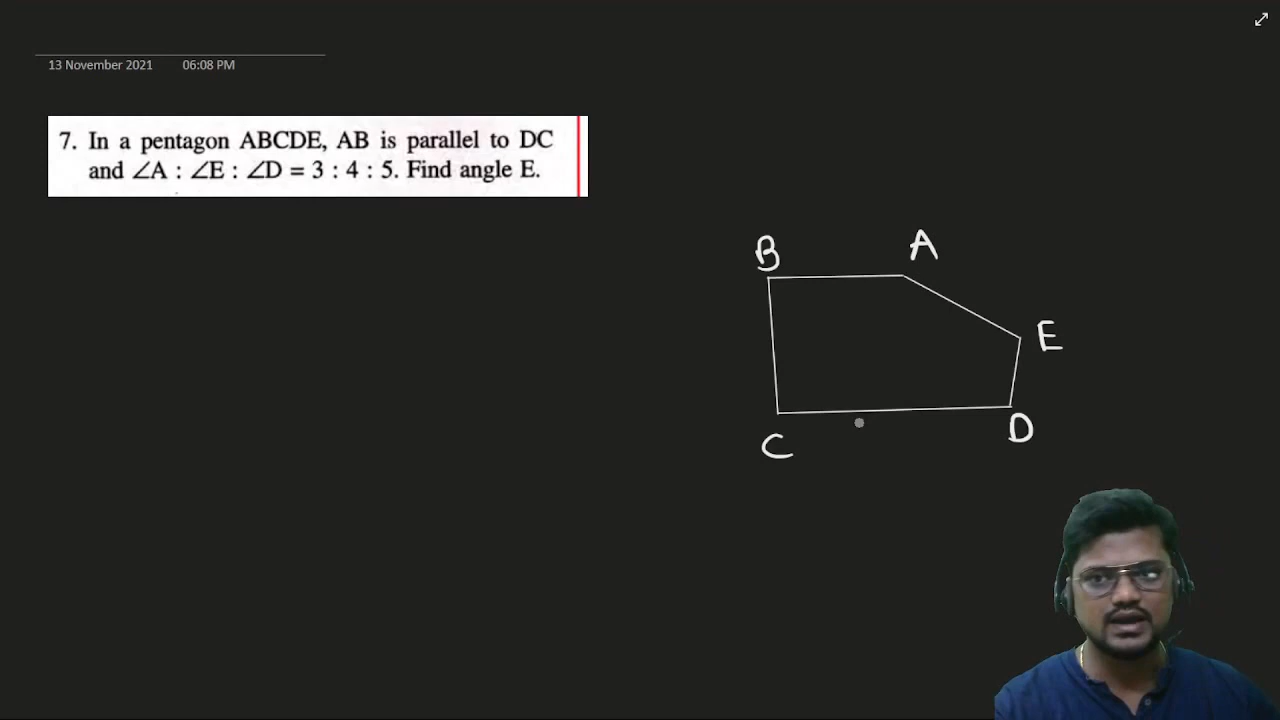 13 November 2021 06:08 PM
7. In a pentagon ABCDE, AB is parallel to DC
and ∠A : ∠E : ∠D = 3 : 4 : 5. Find angle E.
B A
E
D
C